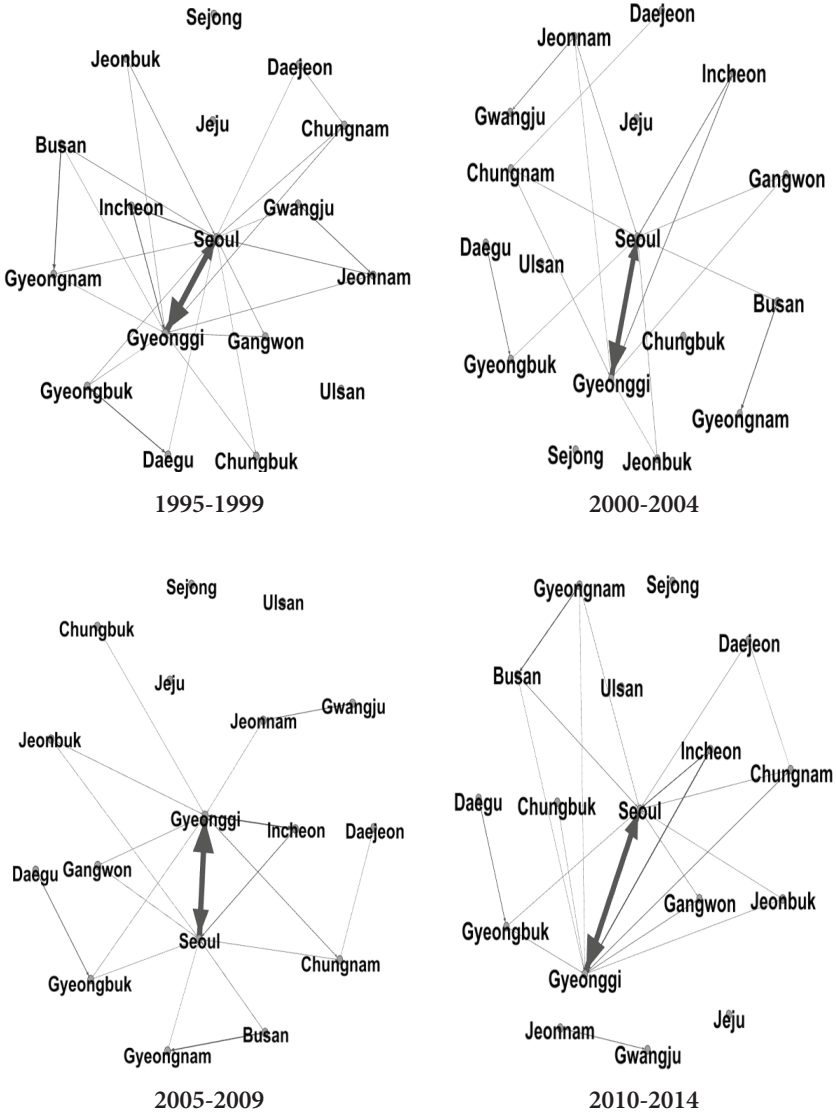 Sejong
Jeonbuk
Daejeon
Jeju
Chungnam
Busan
Incheon
Gwangju
Seoul
Gyeongnam
Jeonnam
Gyeonggi
Gangwon
Gyeongbuk
Ulsan
Daegu
Chungbuk
1995-1999
Daejeon
Jeonnam
Incheon
Gwangju
Jeju
Chungnam
Gangwon
Seoul
Daegu
Ulsan
Busan
Chungbuk
Gyeongbuk
Gyeonggi
Gyeongnam
Sejong
Jeonbuk
2000-2004
Sejong
Ulsan
Chungbuk
Jeju
Gwangju
Jeonnam
Jeonbuk
Gyeonggi
Incheon
Daejeon
Daegu
Gangwon
Seoul
Chungnam
Gyeongbuk
Busan
Gyeongnam
2005-2009
Gyeongnam
Sejong
Daejeon
Busan
Ulsan
Incheon
Chungnam
Daegu
Chungbuk
Seoul
Gangwon
Jeonbuk
Gyeongbuk
Gyeonggi
Jeju
Jeonnam
Gwangju
2010-2014